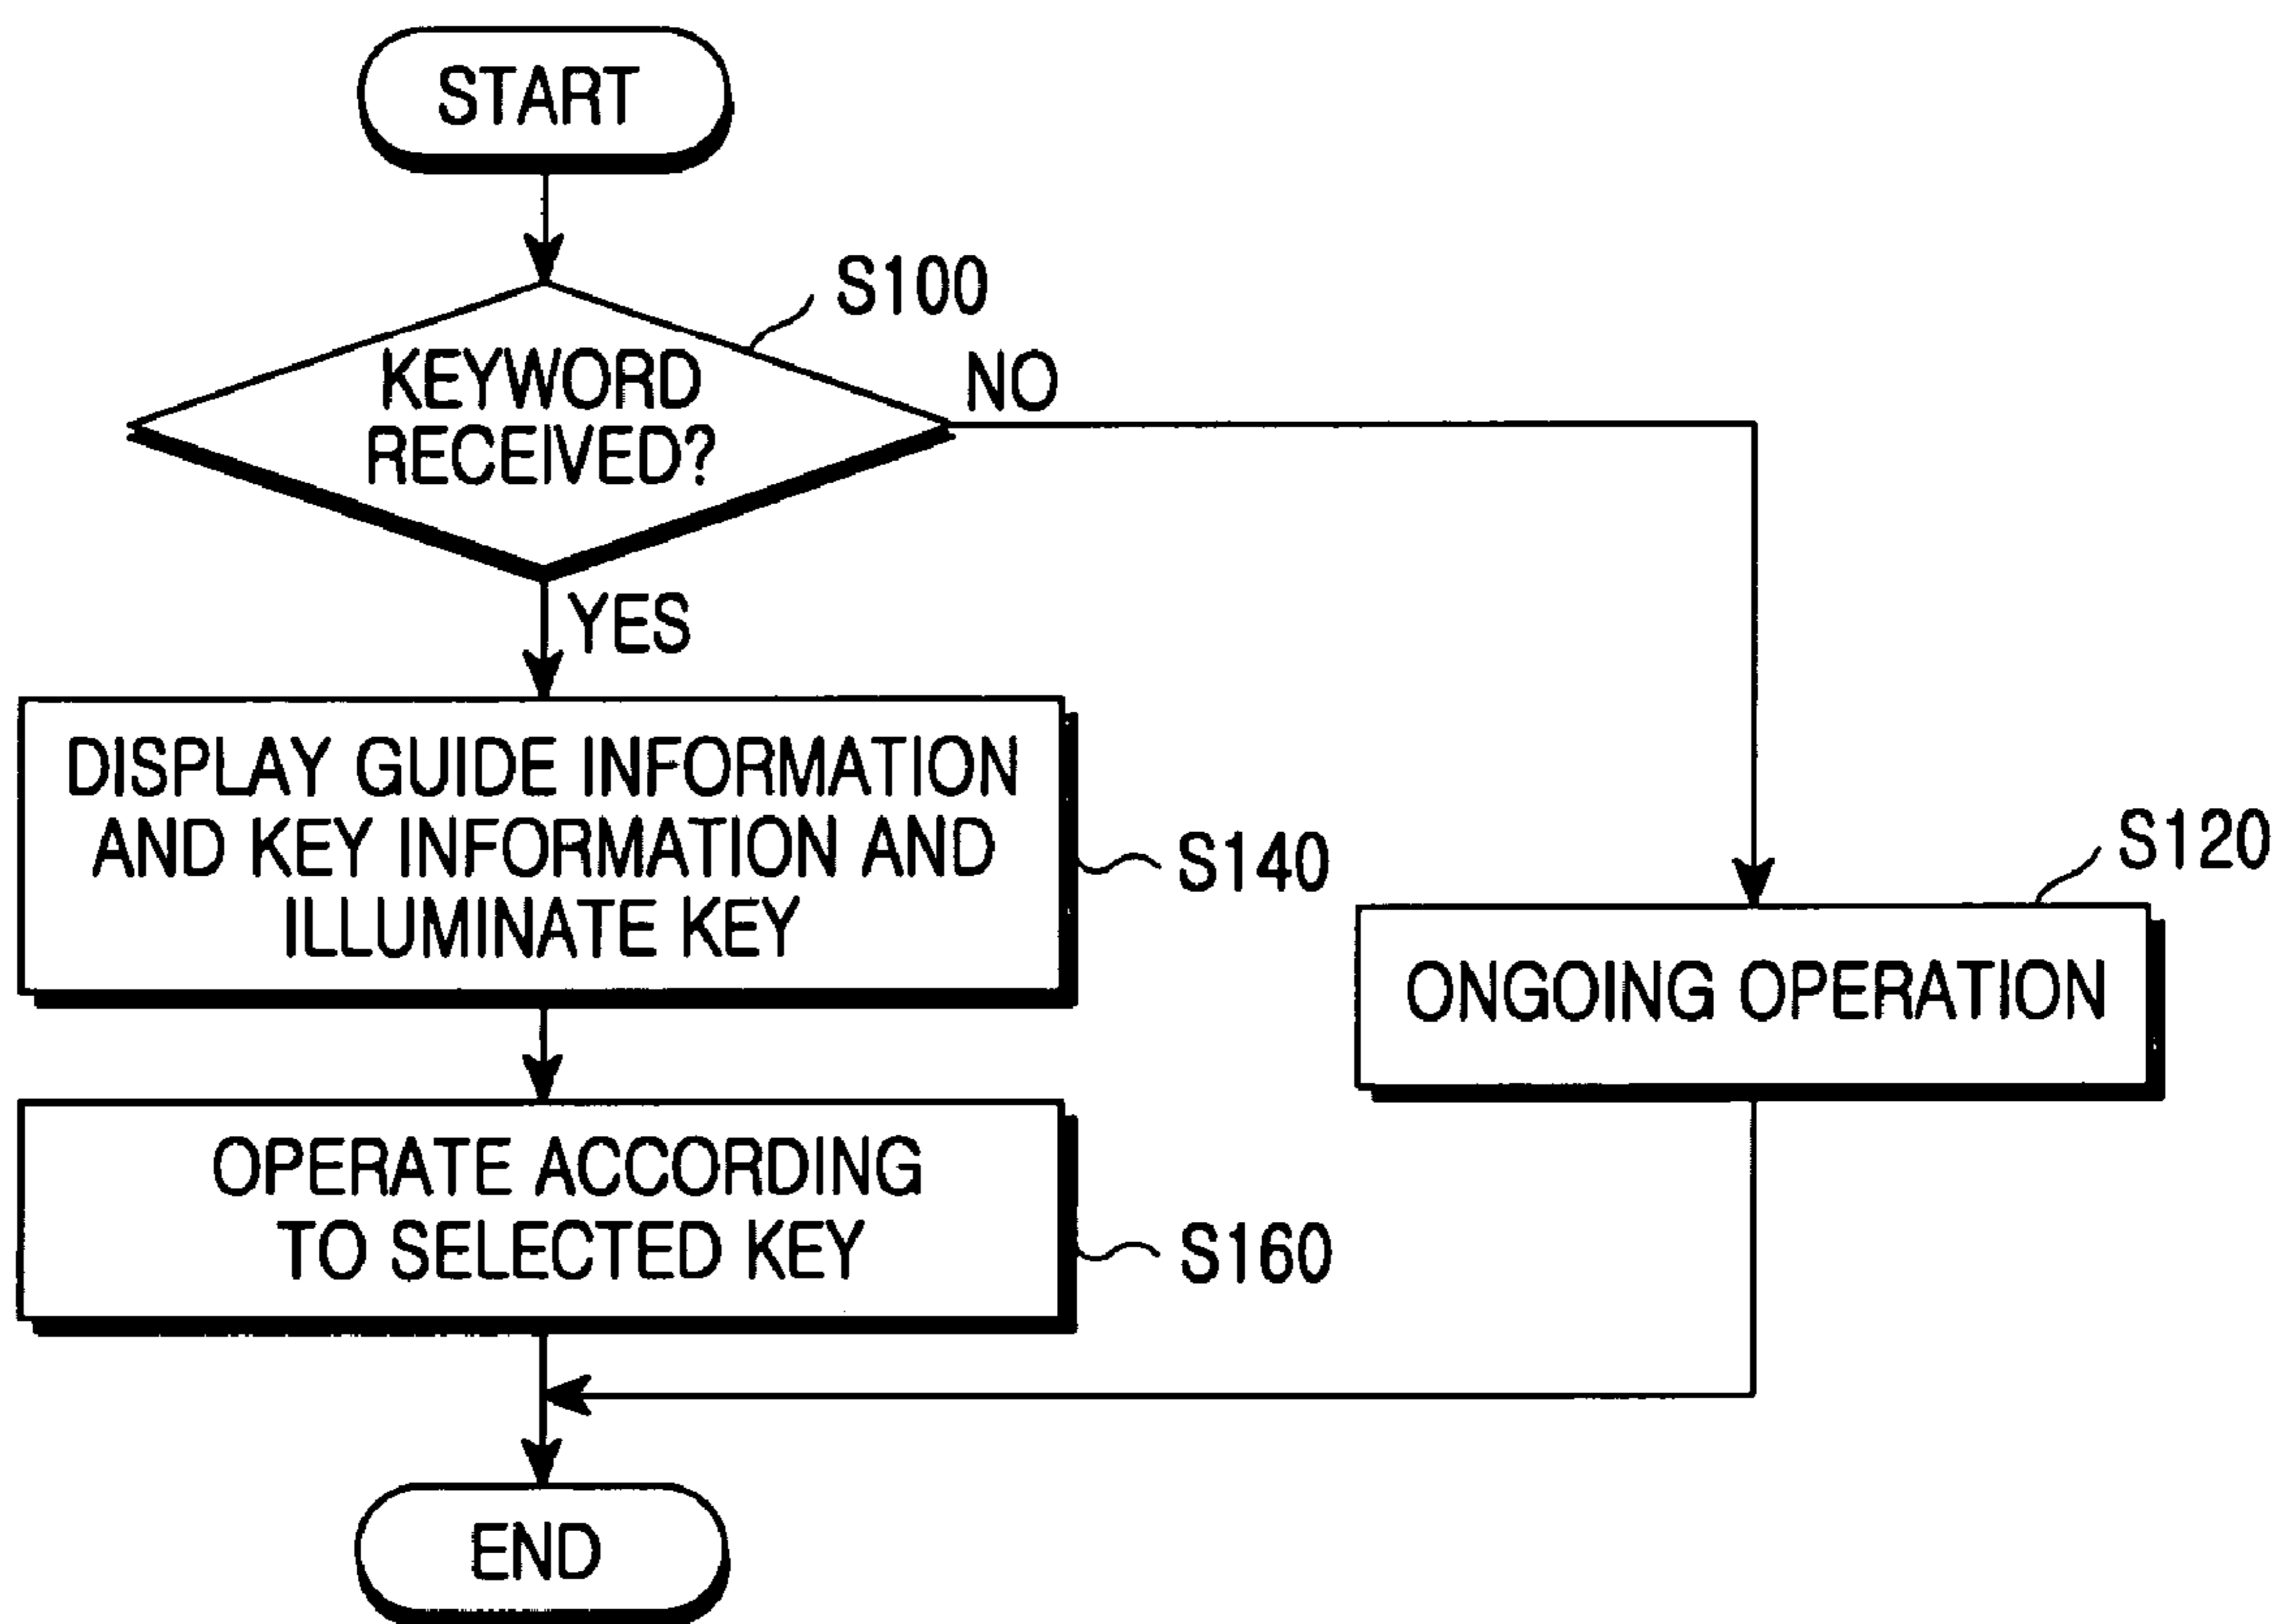 START
S100
KEYWORD
RECEIVED?
NO
YES
DISPLAY GUIDE INFORMATION
AND KEY INFORMATION AND
ILLUMINATE KEY
S140
S120
ONGOING OPERATION
OPERATE ACCORDING
TO SELECTED KEY
S160
END